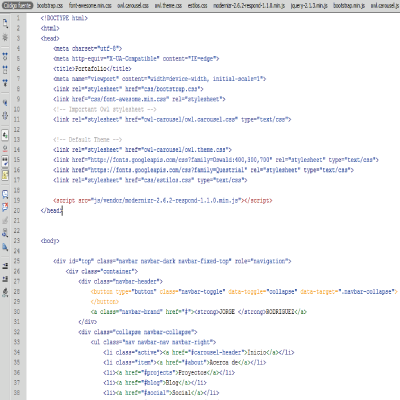 Código fuente bootstrap.css font-awesome.min.css owl.carousel.css owl.theme.css estilos.css modernizr-2.6.2-respond-1.1.0.min.js jquery-2.1.3.min.js bootstrap.min.js owl.carousel
1 <!DOCTYPE html>
2 <html>
3 <head>
4 <meta charset="utf-8">
5 <meta http-equiv="X-UA-Compatible" content="IE=edge">
6 <title>Portafolio</title>
7 <meta name="viewport" content="width=device-width, initial-scale=1">
8 <link rel="stylesheet" href="css/bootstrap.css">
9 <link href="css/font-awesome.min.css" rel="stylesheet">
10 <!-- Important Owl stylesheet -->
11 <link rel="stylesheet" href="owl-carousel/owl.carousel.css" type="text/css">
12
13 <!-- Default Theme -->
14 <link rel="stylesheet" href="owl-carousel/owl.theme.css">
15 <link href='https://fonts.googleapis.com/css?family=Oswald:400,300,700' rel='stylesheet' type='text/css'>
16 <link href="https://fonts.googleapis.com/css?family=Questrial" rel="stylesheet" type="text/css">
17 <link rel="stylesheet" href="css/estilos.css" type="text/css">
18
19 <script src="js/vendor/modernizr-2.6.2-respond-1.1.0.min.js"></script>
20 </head>
21
22
23 <body>
24
25 <div id="top" class="navbar navbar-dark navbar-fixed-top" role="navigation">
26 <div class="container">
27 <div class="navbar-header">
28 <button type="button" class="navbar-toggle" data-toggle="collapse" data-target=".navbar-collapse">
29 </button>
30 <a class="navbar-brand" href="#"><strong>JORGE </strong>RODRIGUEZ</a>
31 </div>
32 <div class="collapse navbar-collapse">
33 <ul class="nav navbar-nav navbar-right">
34 <li class="active"><a href="#carousel-header">Inicio</a></li>
35 <li class="item"><a href="#about">Acerca de</a></li>
36 <li><a href="#projects">Proyectos</a></li>
37 <li><a href="#blog">Blog</a></li>
38 <li><a href="#social">Social</a></li>